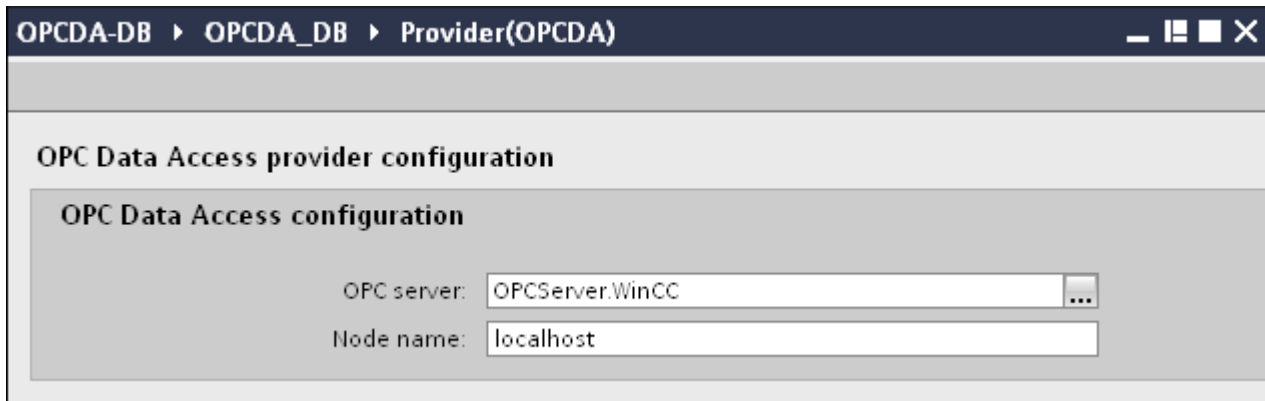 OPCDA-DB ▸ OPCDA_DB ▸ Provider(OPCDA)
OPC Data Access provider configuration
OPC Data Access configuration
OPC server: OPCServer.WinCC ...
Node name: localhost